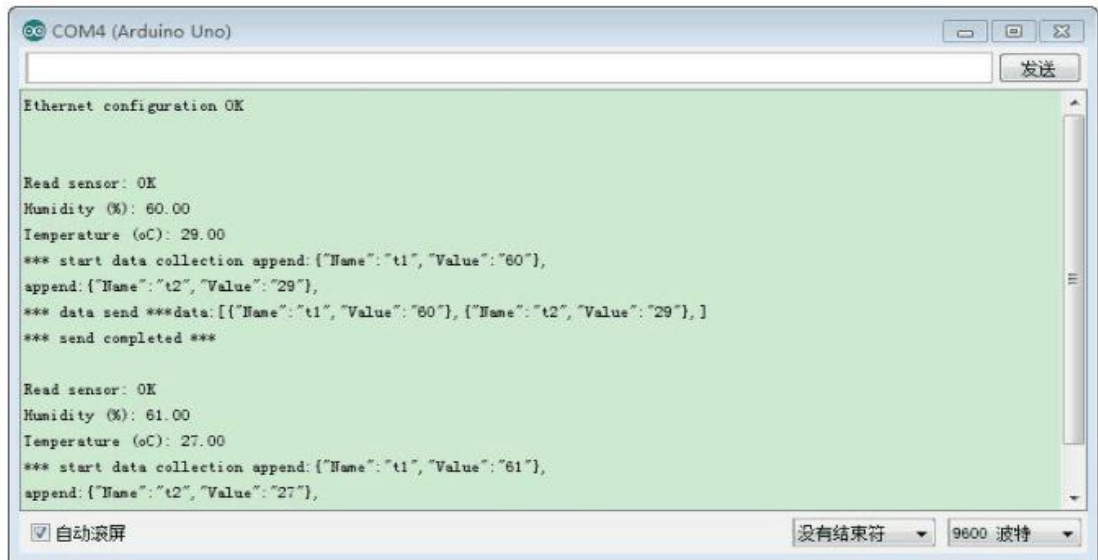 COM4 (Arduino Uno)
发送
Ethernet configuration OK
Read sensor: OK
Humidity (%): 60.00
Temperature (oC): 29.00
*** start data collection append:{"Name":"t1","Value":"60"},
append:{"Name":"t2","Value":"29"},
*** data send ***data:[{"Name":"t1","Value":"60"},{"Name":"t2","Value":"29"},]
*** send completed ***
Read sensor: OK
Humidity (%): 61.00
Temperature (oC): 27.00
*** start data collection append:{"Name":"t1","Value":"61"},
append:{"Name":"t2","Value":"27"},
自动滚屏 没有结束符 9600 波特